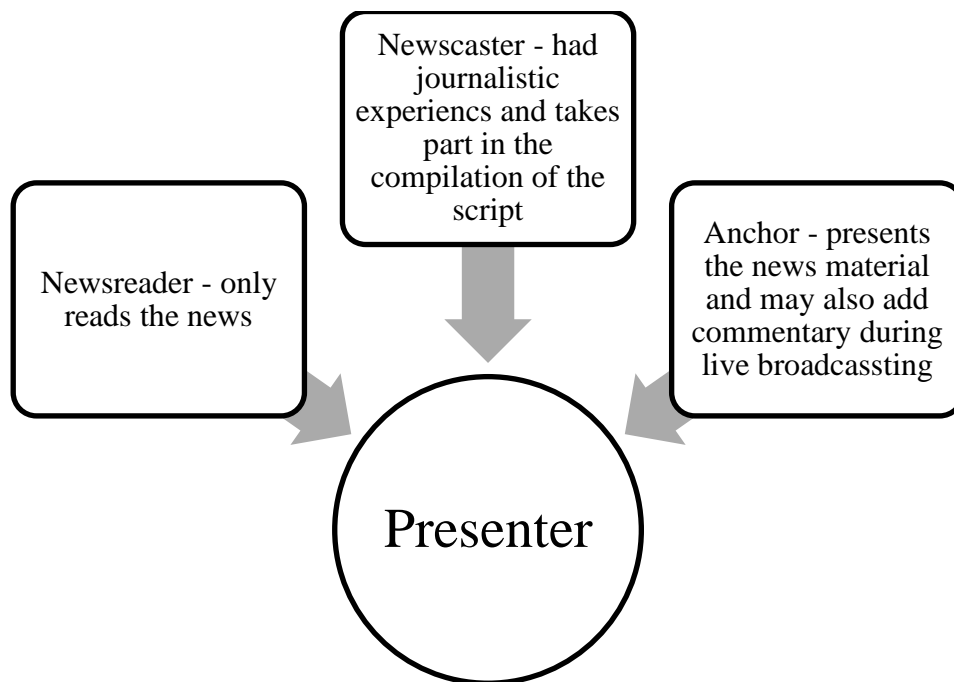 Newscaster - had
journalistic
experiencs and takes
part in the
compilation of the
script
Newsreader - only
reads the news
Anchor - presents
the news material
and may also add
commentary during
live broadcassting
Presenter